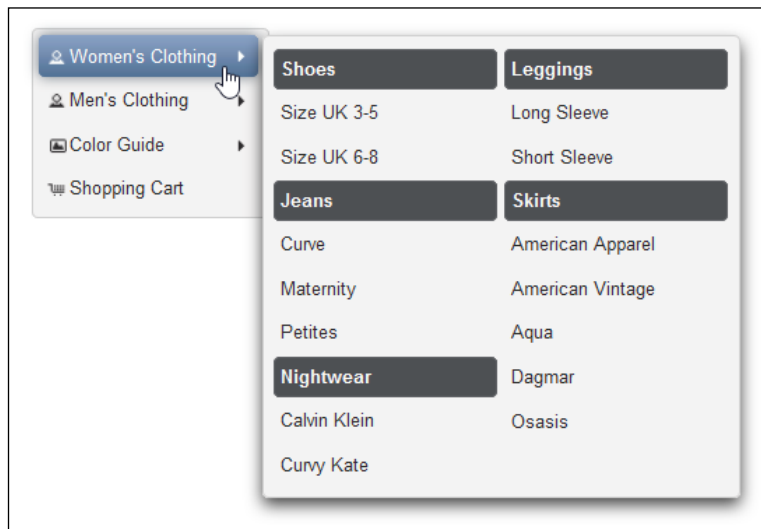 Women's Clothing
Men's Clothing
Color Guide
Shopping Cart
Shoes
Size UK 3-5
Size UK 6-8
Jeans
Curve
Maternity
Petites
Nightwear
Calvin Klein
Curvy Kate
Leggings
Long Sleeve
Short Sleeve
Skirts
American Apparel
American Vintage
Aqua
Dagmar
Osasis